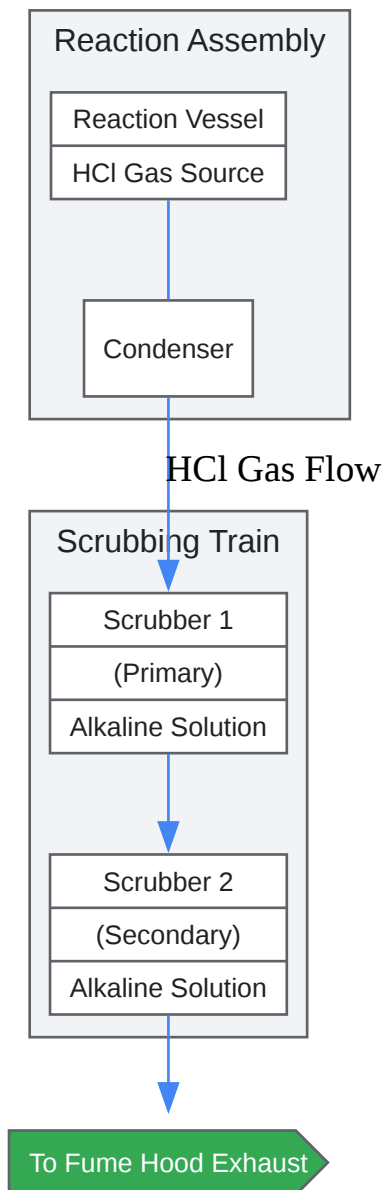 Reaction Assembly
Reaction Vessel
HCl Gas Source
Condenser
HCl Gas Flow
Scrubbing Train
Scrubber 1
(Primary)
Alkaline Solution
Scrubber 2
(Secondary)
Alkaline Solution
To Fume Hood Exhaust